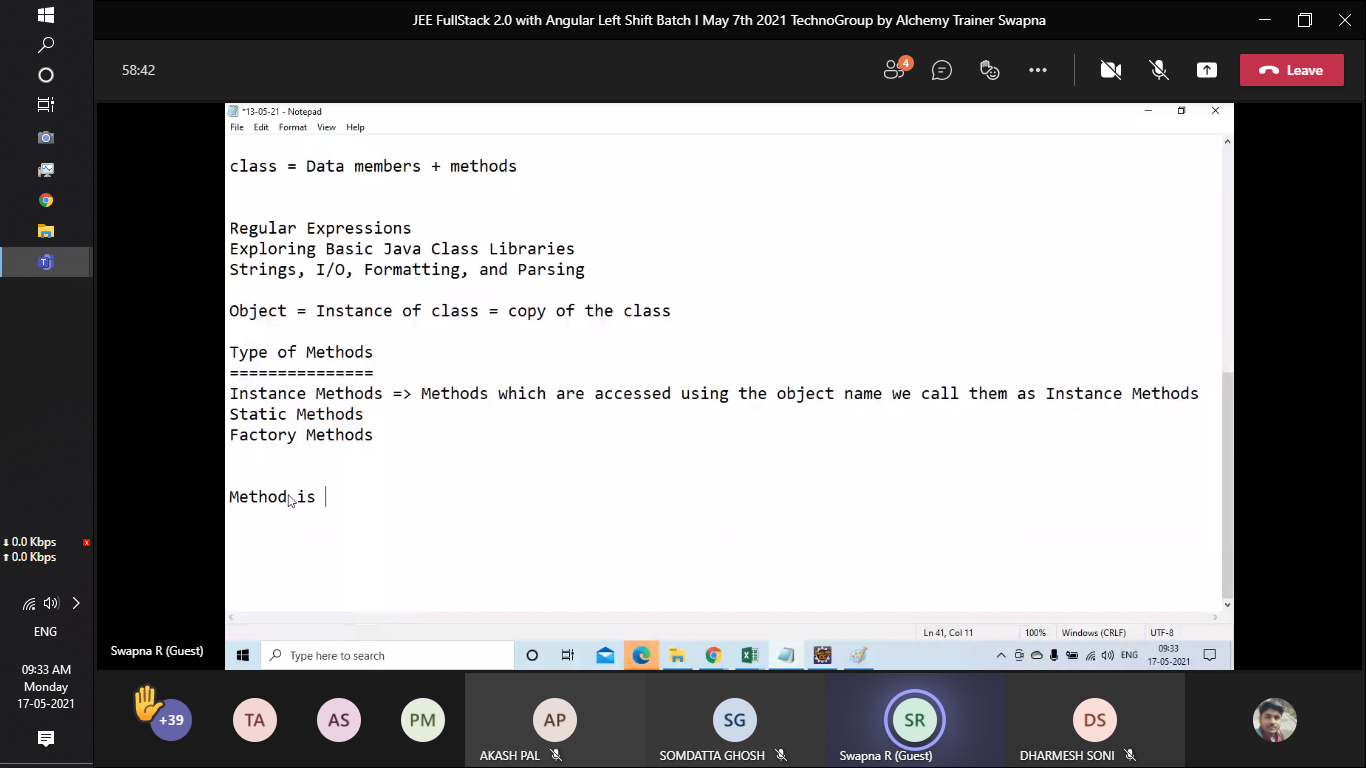 JEE FullStack 2.0 with Angular Left Shift Batch I May 7th 2021 TechnoGroup by Alchemy Trainer Swapna
58:42
4
Leave
*13-05-21 - Notepad
File Edit Format View Help
class = Data members + methods
Regular Expressions
Exploring Basic Java Class Libraries
Strings, I/O, Formatting, and Parsing
Object = Instance of class = copy of the class
Type of Methods
===============
Instance Methods => Methods which are accessed using the object name we call them as Instance Methods
Static Methods
Factory Methods
Method is
Ln 41, Col 11 100% Windows (CRLF) UTF-8
Type here to search
ENG
09:33
17-05-2021
Swapna R (Guest)
0.0 Kbps
0.0 Kbps
ENG
09:33 AM
Monday
17-05-2021
+39
TA
AS
PM
AP
AKASH PAL
SG
SOMDATTA GHOSH
SR
Swapna R (Guest)
DS
DHARMESH SONI